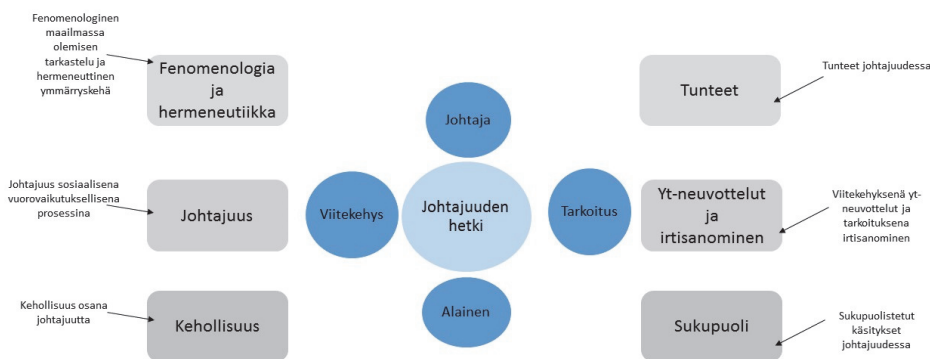 Fenomenologinen
maailmassa
olemisen
tarkastelu ja
hermeneuttinen
ymmärryskehä
Fenomenologia
ja
hermeneutiikka
Johtajuus sosiaalisena
vuorovaikutuksellisena
prosessina
Johtajuus
Kehollisuus osana
johtajuutta
Kehollisuus
Johtaja
Viitekehys
Johtajuuden
hetki
Tarkoitus
Alainen
Tunteet
Tunteet johtajuudessa
Yt-neuvottelut
ja
irtisanominen
Viitekehyksenä yt-
neuvottelut ja
tarkoituksena
irtisanominen
Sukupuoli
Sukupuolistetut
käsitykset
johtajuudessa